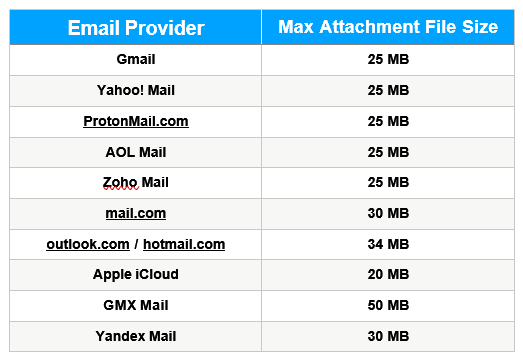 Email Provider Max Attachment File Size
Gmail 25 MB
Yahoo! Mail 25 MB
ProtonMail.com 25 MB
AOL Mail 25 MB
Zoho Mail 25 MB
mail.com 30 MB
outlook.com / hotmail.com 34 MB
Apple iCloud 20 MB
GMX Mail 50 MB
Yandex Mail 30 MB